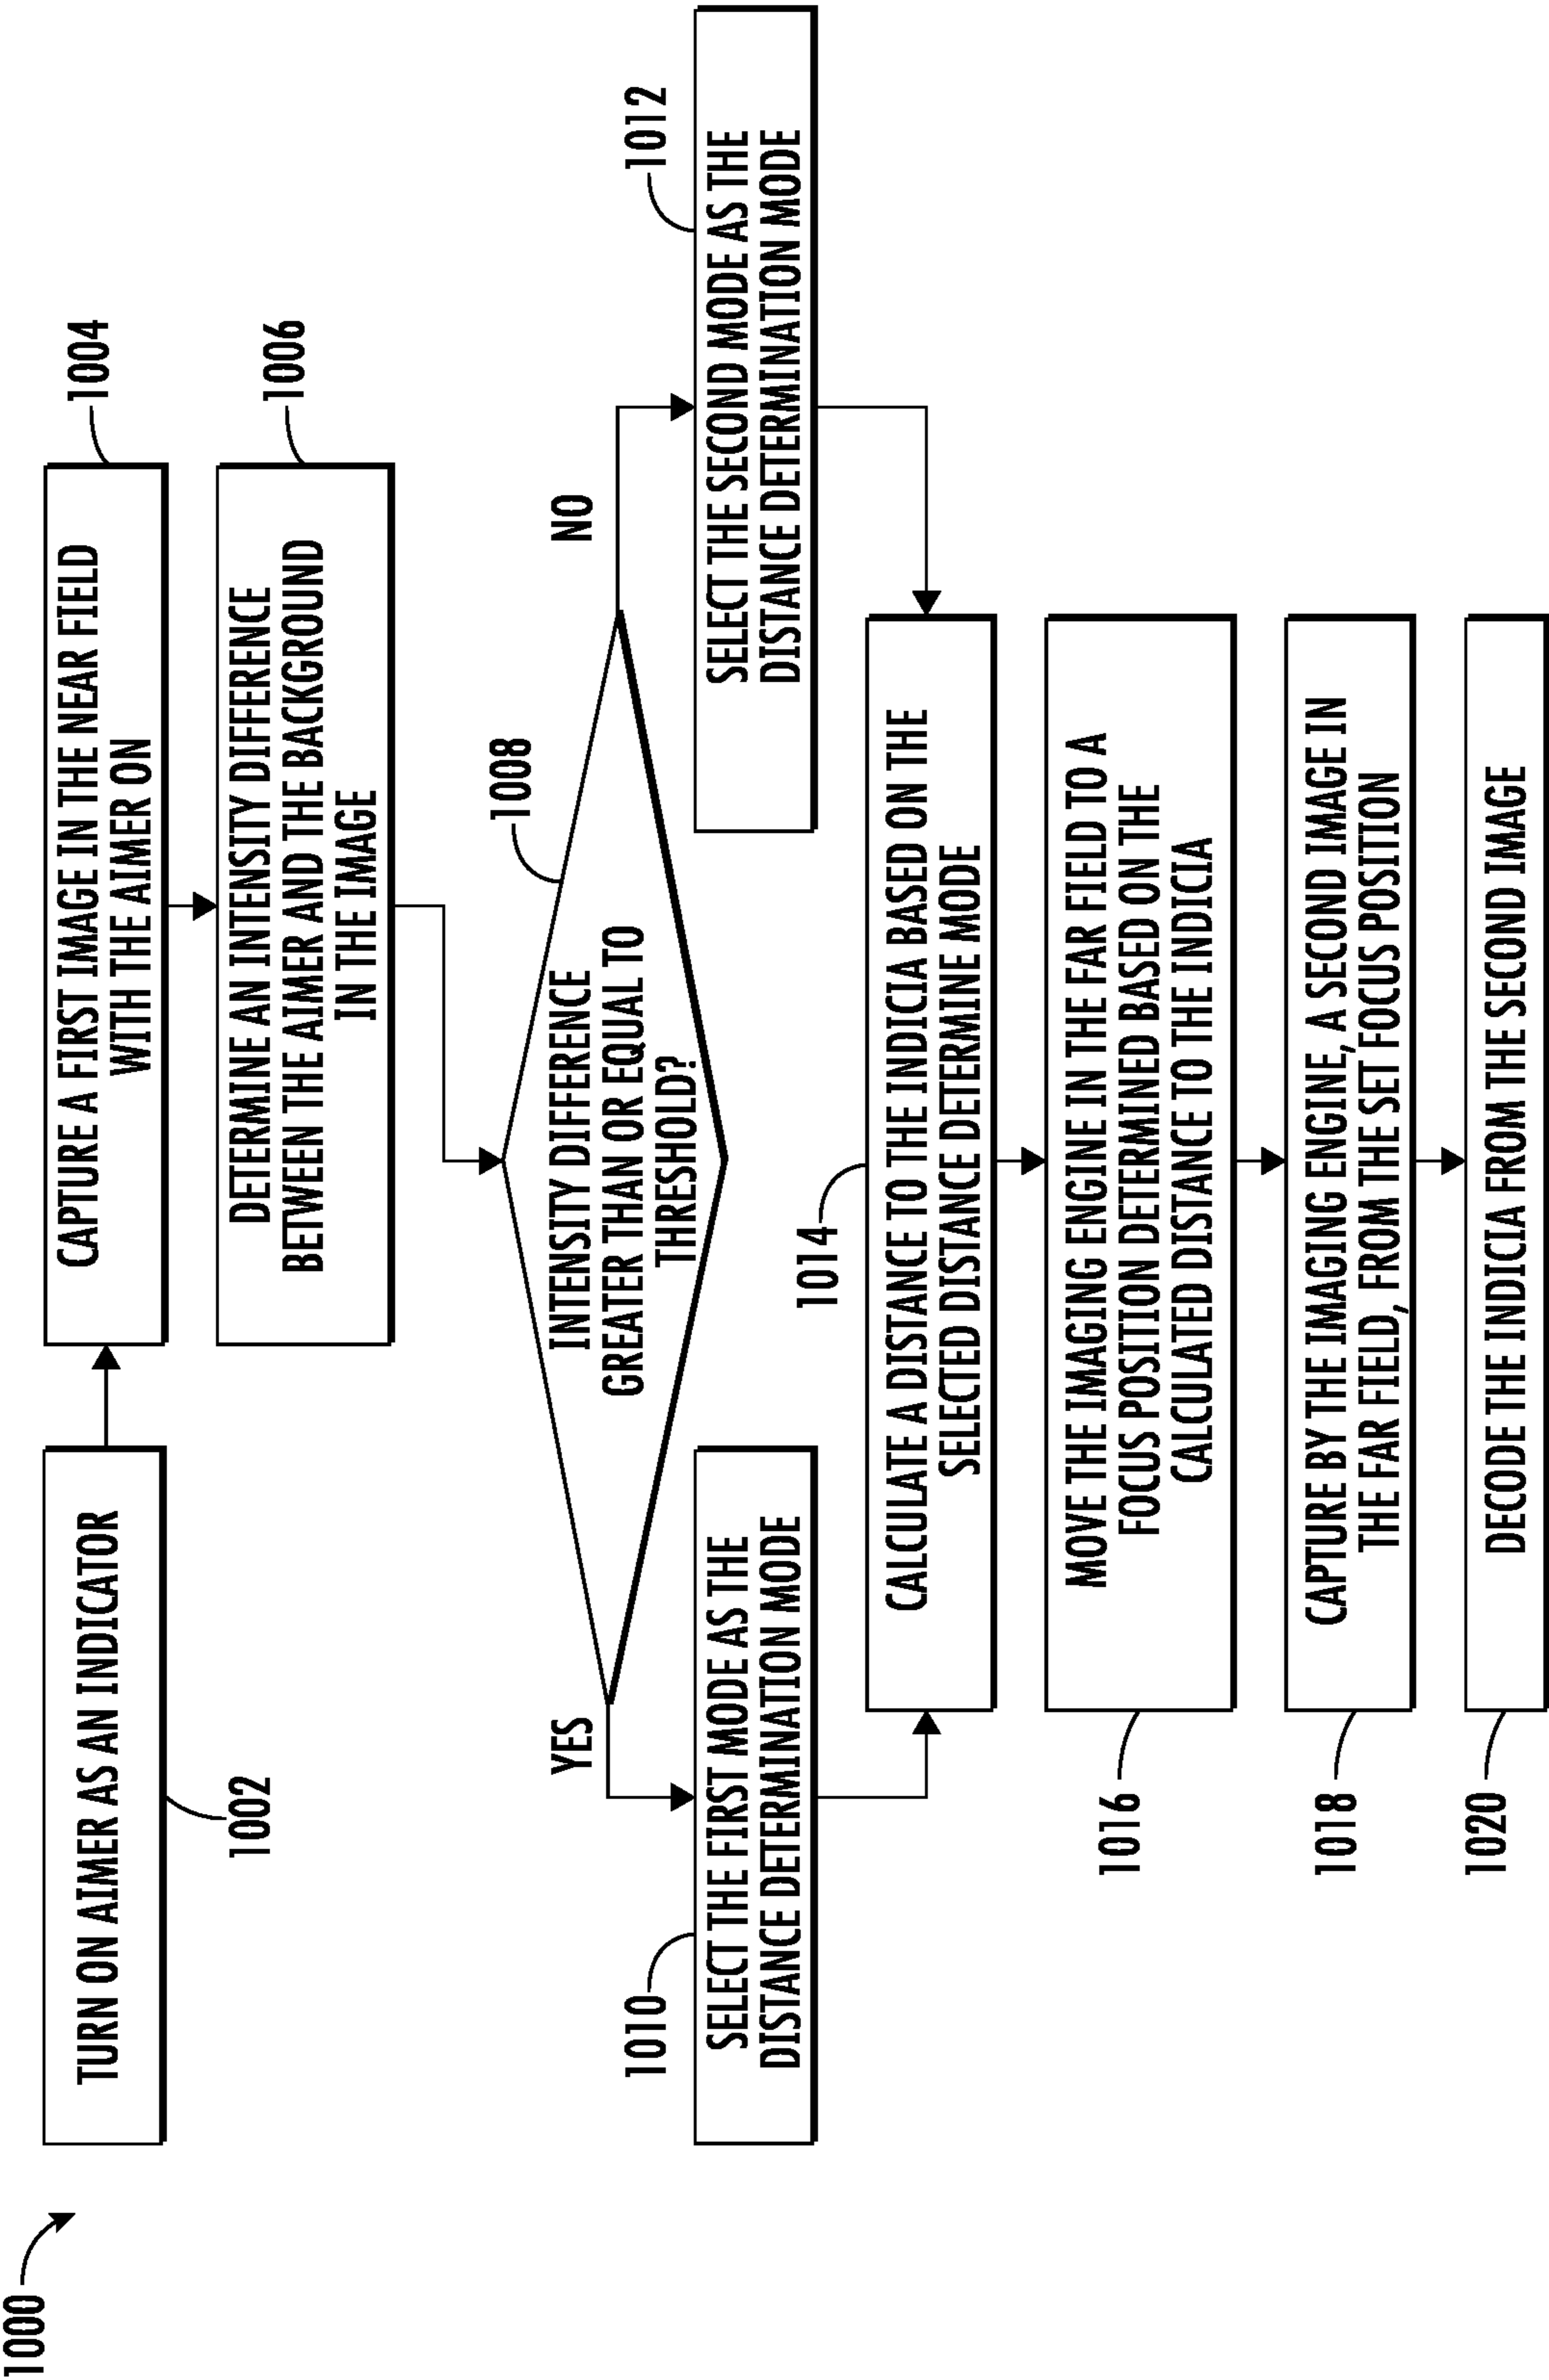 1000
TURN ON AIMER AS AN INDICATOR
1002
CAPTURE A FIRST IMAGE IN THE NEAR FIELD
WITH THE AIMER ON
1004
DETERMINE AN INTENSITY DIFFERENCE
BETWEEN THE AIMER AND THE BACKGROUND
IN THE IMAGE
1006
INTENSITY DIFFERENCE
GREATER THAN OR EQUAL TO
THRESHOLD?
1008
YES
NO
1010
SELECT THE FIRST MODE AS THE
DISTANCE DETERMINATION MODE
1012
SELECT THE SECOND MODE AS THE
DISTANCE DETERMINATION MODE
1014
CALCULATE A DISTANCE TO THE INDICIA BASED ON THE
SELECTED DISTANCE DETERMINE MODE
MOVE THE IMAGING ENGINE IN THE FAR FIELD TO A
FOCUS POSITION DETERMINED BASED ON THE
CALCULATED DISTANCE TO THE INDICIA
1016
CAPTURE BY THE IMAGING ENGINE, A SECOND IMAGE IN
THE FAR FIELD, FROM THE SET FOCUS POSITION
1018
DECODE THE INDICIA FROM THE SECOND IMAGE
1020